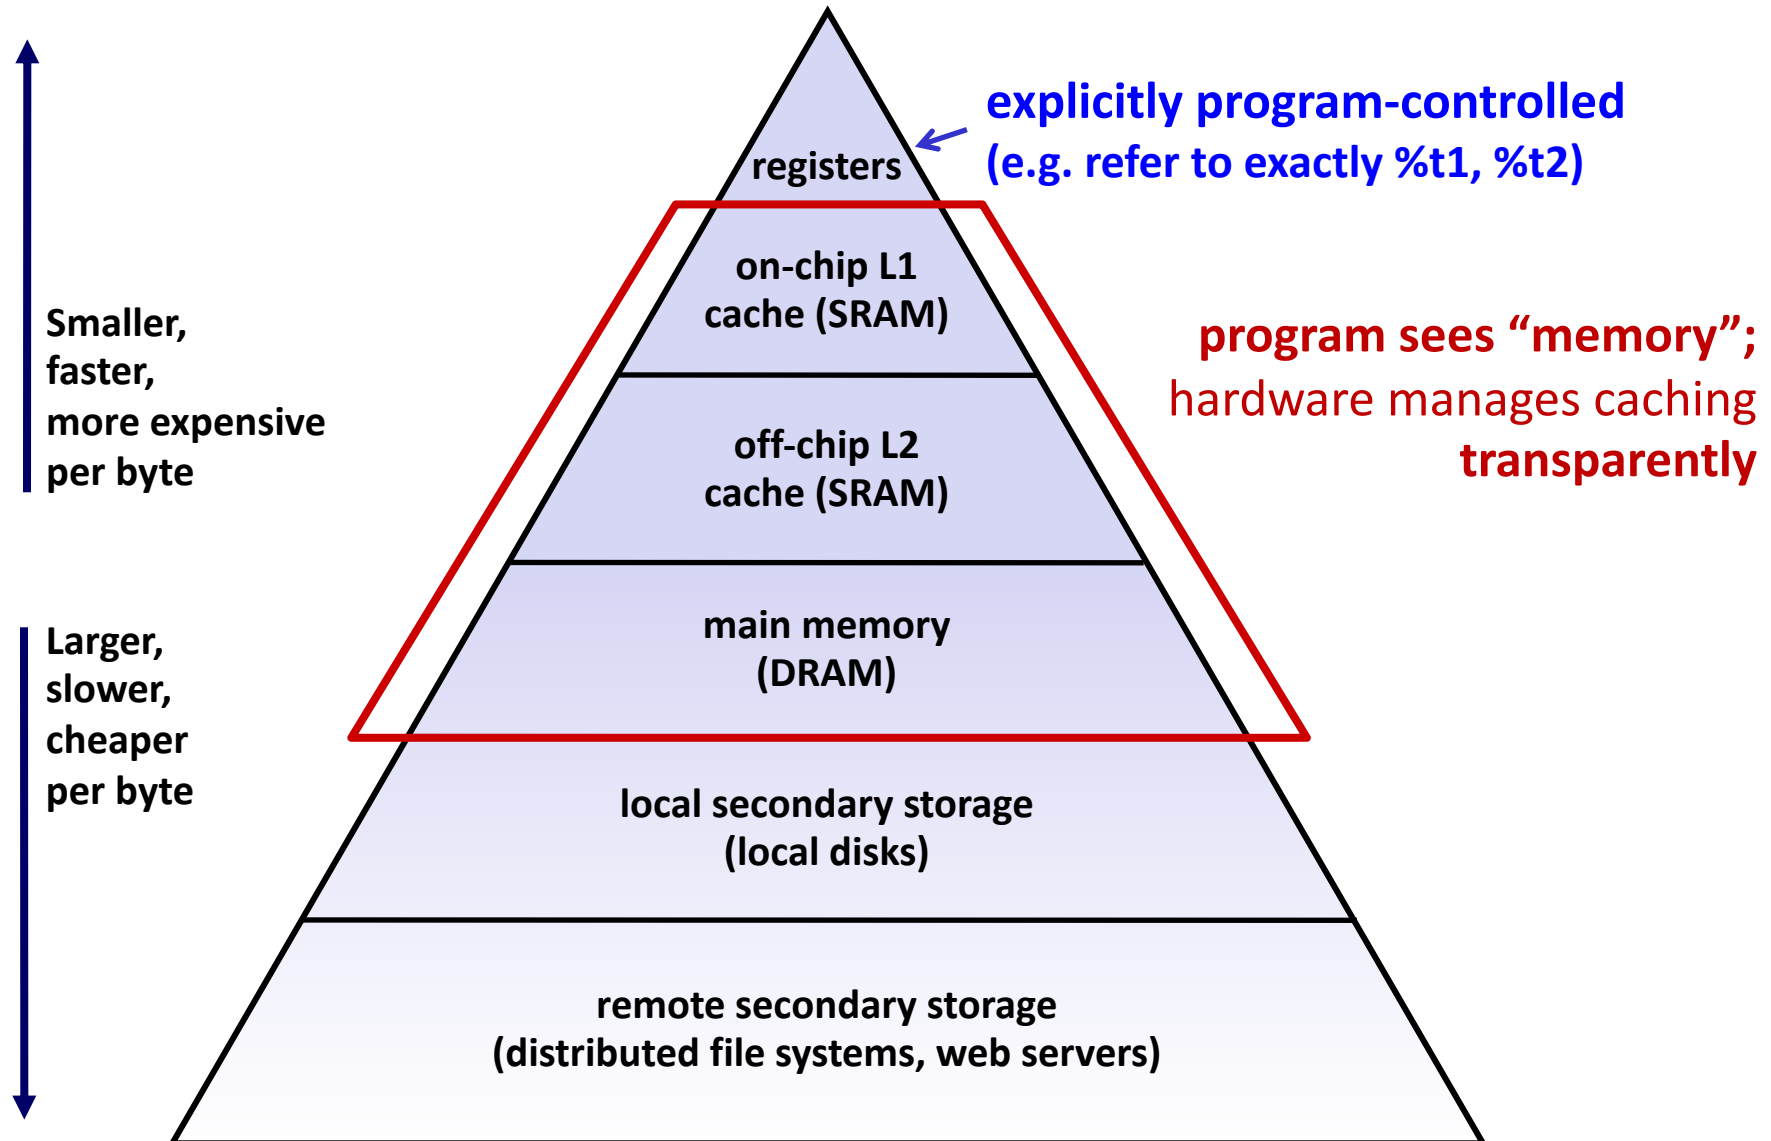 explicitly program-controlled
(e.g. refer to exactly %t1, %t2)
registers
on-chip L1
cache (SRAM)
Smaller,
faster,
more expensive
per byte
program sees “memory”;
hardware manages caching
transparently
off-chip L2
cache (SRAM)
main memory
(DRAM)
Larger,
slower,
cheaper
per byte
local secondary storage
(local disks)
remote secondary storage
(distributed file systems, web servers)